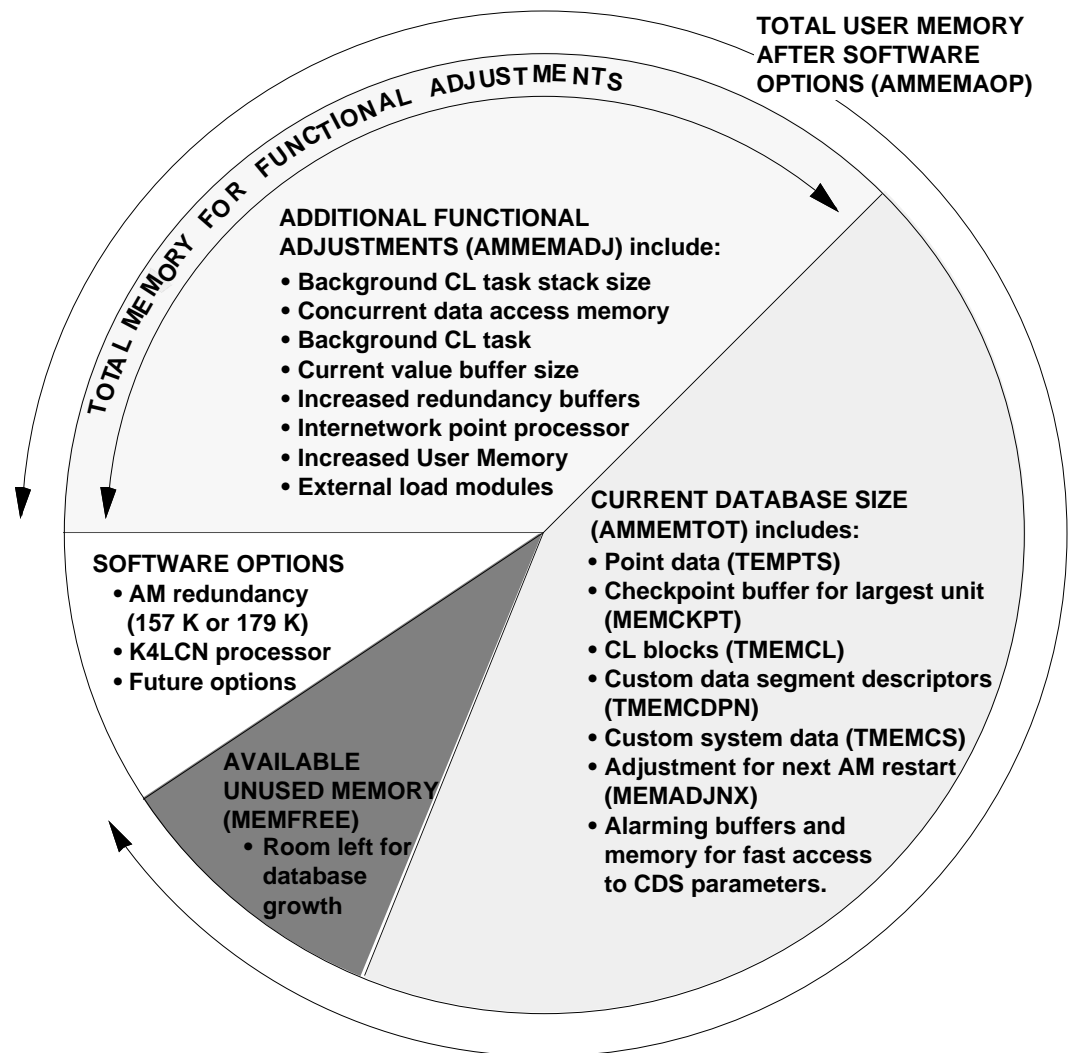 TOTAL USER MEMORY
AFTER SOFTWARE
OPTIONS (AMMEMAOP)
TOTAL MEMORY FOR FUNCTIONAL ADJUSTMENTS
ADDITIONAL FUNCTIONAL
ADJUSTMENTS (AMMEMADJ) include:
• Background CL task stack size
• Concurrent data access memory
• Background CL task
• Current value buffer size
• Increased redundancy buffers
• Internetwork point processor
• Increased User Memory
• External load modules
CURRENT DATABASE SIZE
(AMMEMTOT) includes:
• Point data (TEMPTS)
• Checkpoint buffer for largest unit
(MEMCKPT)
• CL blocks (TMEMCL)
• Custom data segment descriptors
(TMEMCDPN)
• Custom system data (TMEMCS)
• Adjustment for next AM restart
(MEMADJNX)
• Alarming buffers and
memory for fast access
to CDS parameters.
SOFTWARE OPTIONS
• AM redundancy
(157 K or 179 K)
• K4LCN processor
• Future options
AVAILABLE
UNUSED MEMORY
(MEMFREE)
• Room left for
database
growth